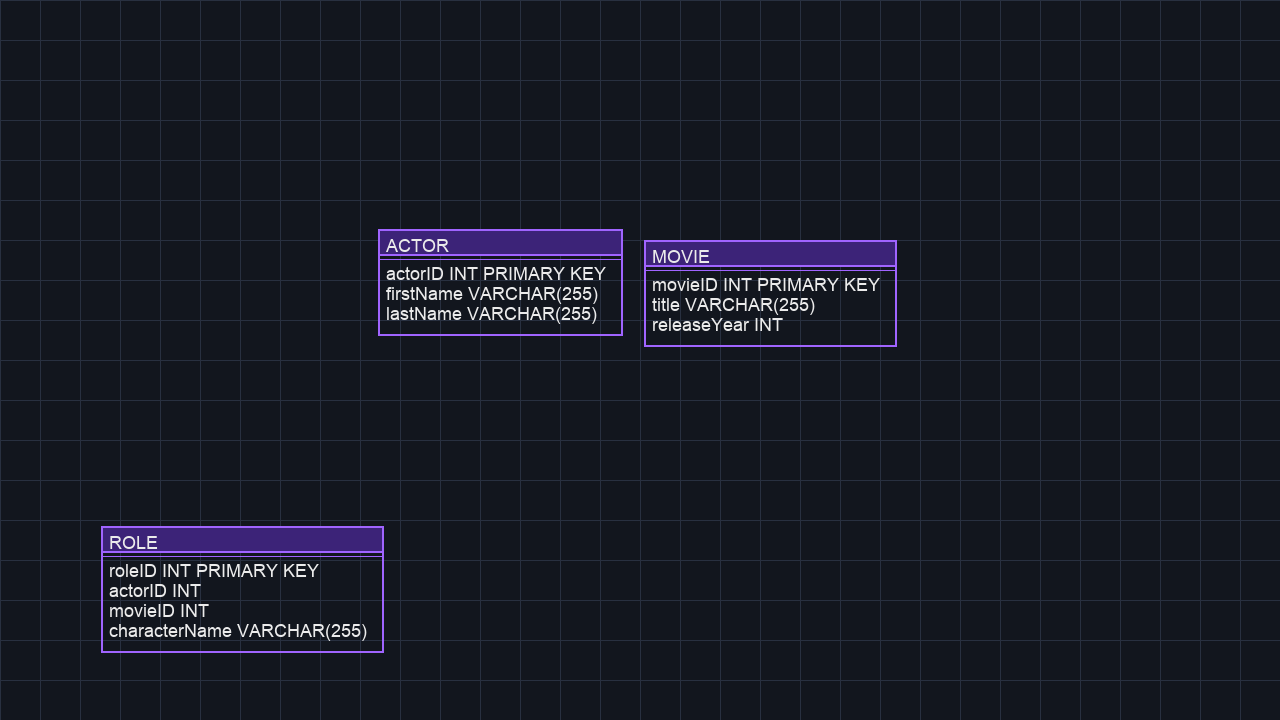 ACTOR
actorID INT PRIMARY KEY
firstName VARCHAR(255)
lastName VARCHAR(255)
MOVIE
movieID INT PRIMARY KEY
title VARCHAR(255)
releaseYear INT
ROLE
roleID INT PRIMARY KEY
actorID INT
movieID INT
characterName VARCHAR(255)